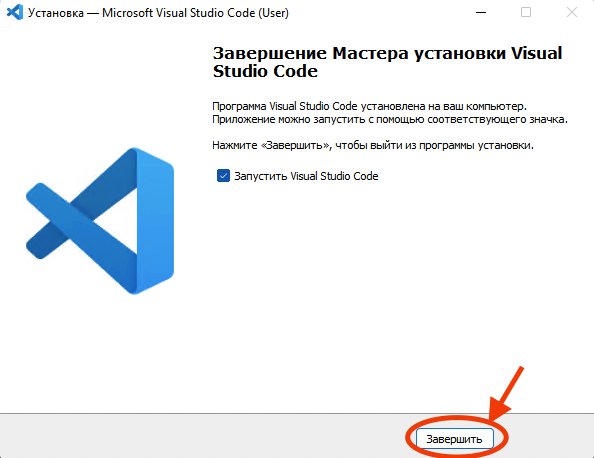 Установка — Microsoft Visual Studio Code (User)
Завершение Мастера установки Visual
Studio Code
Программа Visual Studio Code установлена на ваш компьютер.
Приложение можно запустить с помощью соответствующего значка.
Нажмите «Завершить», чтобы выйти из программы установки.
Запустить Visual Studio Code
Завершить